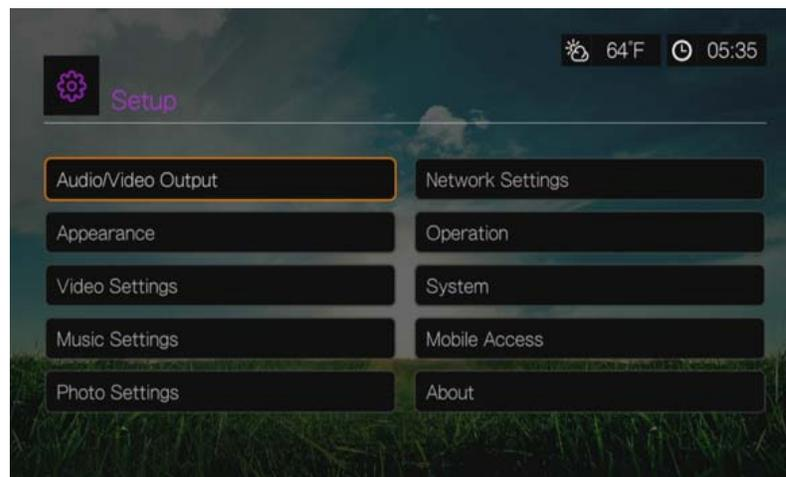 64°F 05:35
Setup
Audio/Video Output
Network Settings
Appearance
Operation
Video Settings
System
Music Settings
Mobile Access
Photo Settings
About